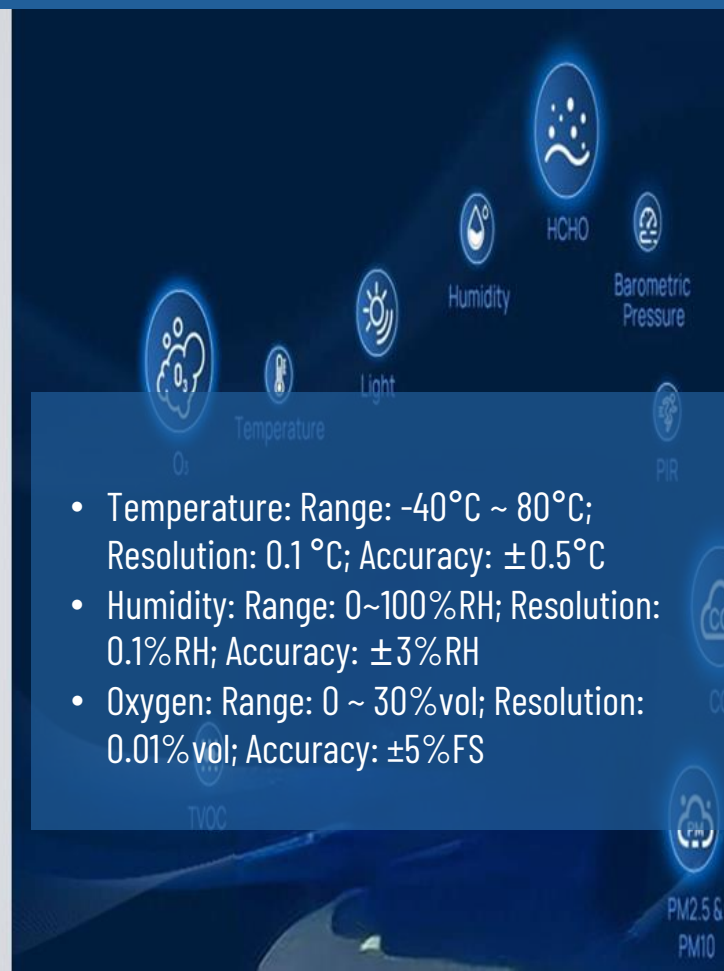 HCHO
Humidity
Barometric
Pressure
Light
O₃
Temperature
O₃
PIR
• Temperature: Range: -40°C ~ 80°C;
Resolution: 0.1 °C; Accuracy: ±0.5°C
• Humidity: Range: 0~100%RH; Resolution:
0.1%RH; Accuracy: ±3%RH
• Oxygen: Range: 0 ~ 30%vol; Resolution:
0.01%vol; Accuracy: ±5%FS
TVOC
PM
PM2.5 &
PM10